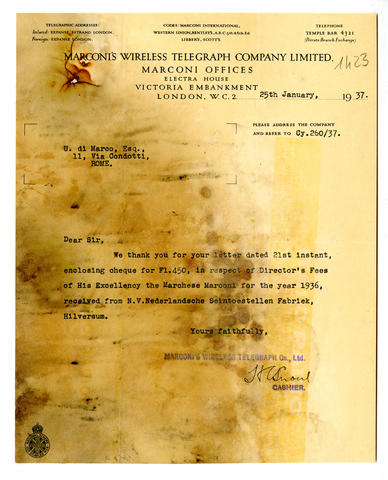 TELEGRAPHIC ADDRESSES:
Inland: EXPANSE, ESTRAND, LONDON.
Foreign: EXPANSE LONDON.
CODES: MARCONI INTERNATIONAL,
WESTERN UNION, BENTLEY'S, A.B.C. 5th & 6th Ed.
LIEBER'S, SCOTT'S.
TELEPHONE
TEMPLE BAR 4321
(Private Branch Exchange)
MARCONI'S WIRELESS TELEGRAPH COMPANY LIMITED.
1423
MARCONI OFFICES
ELECTRA HOUSE
VICTORIA EMBANKMENT
LONDON, W.C. 2. 25th January, 1937.
PLEASE ADDRESS THE COMPANY
AND REFER TO Cy.260/37.
U. di Marco, Esq.,
11, Via Condotti,
ROME.
Dear Sir,
We thank you for your letter dated 21st instant,
enclosing cheque for Fl.450, in respect of Director's Fees
of His Excellency the Marchese Marconi for the year 1936,
received from N.V.Nederlandsche Seintoestellen Fabriek,
Hilversum.
Yours faithfully,
MARCONI'S WIRELESS TELEGRAPH Co., Ltd.
CASHIER.